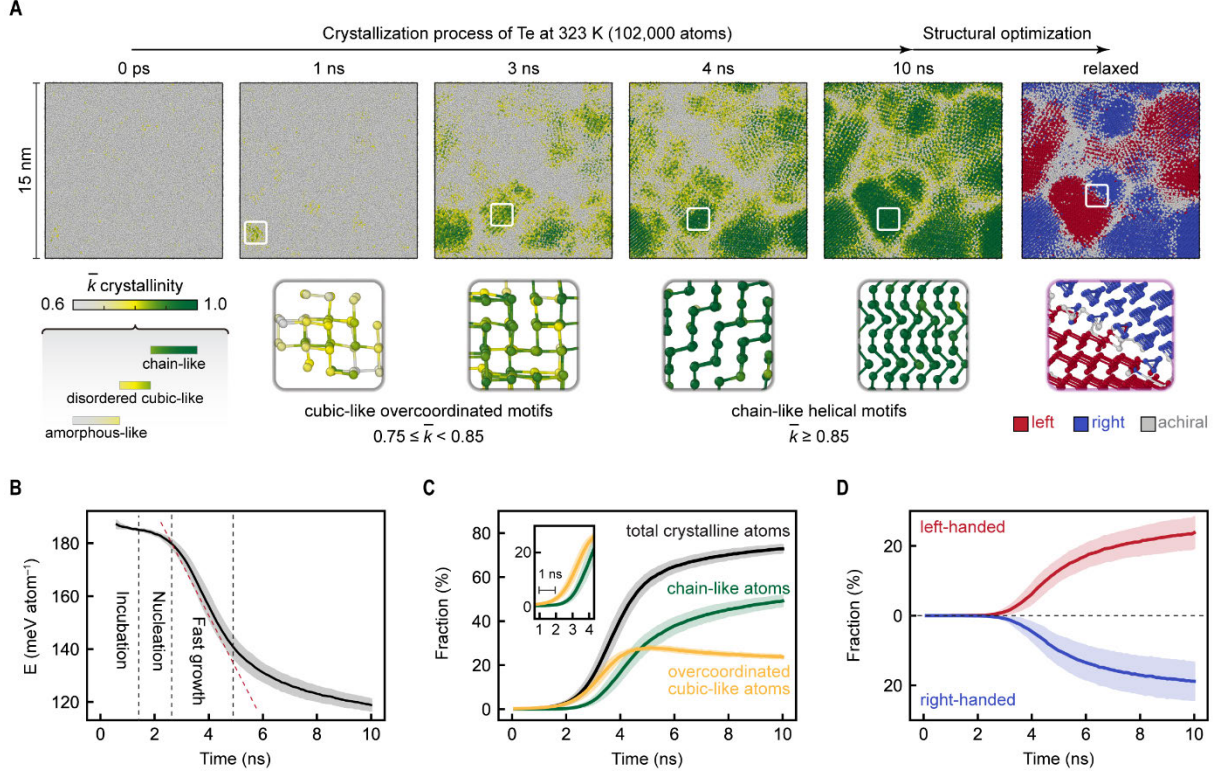 A
Crystallization process of Te at 323 K (102,000 atoms)
Structural optimization
0 ps
1 ns
3 ns
4 ns
10 ns
relaxed
15 nm
k̅ crystallinity
0.6
1.0
chain-like
disordered cubic-like
amorphous-like
cubic-like overcoordinated motifs
0.75 ≤ k̅ < 0.85
chain-like helical motifs
k̅ ≥ 0.85
left
right
achiral
B
E (meV atom⁻¹)
180
160
140
120
Incubation
Nucleation
Fast growth
0 2 4 6 8 10
Time (ns)
C
Fraction (%)
80
60
40
20
0
20
0
1 ns
1 2 3 4
total crystalline atoms
chain-like atoms
overcoordinated
cubic-like atoms
0 2 4 6 8 10
Time (ns)
D
Fraction (%)
20
0
20
left-handed
right-handed
0 2 4 6 8 10
Time (ns)